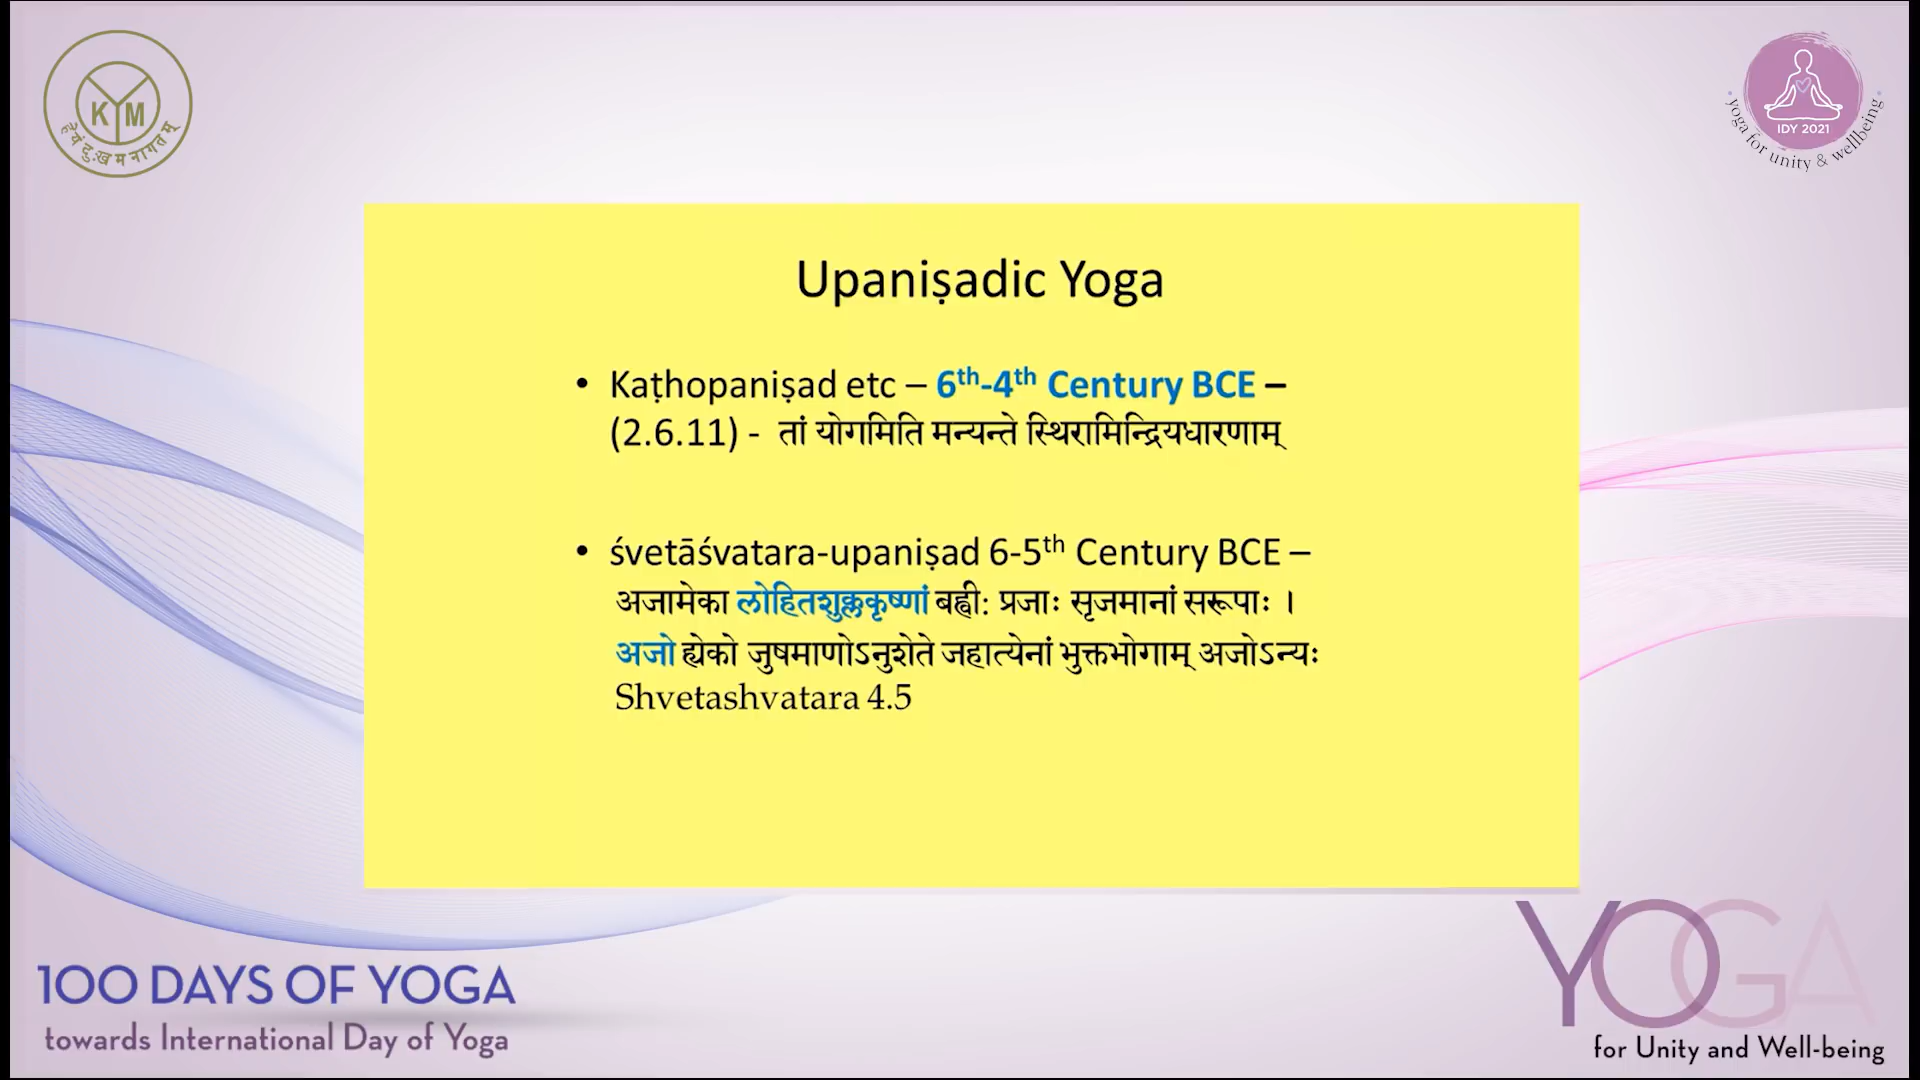 KYM
हेयं दुःखमनागतम्
IDY 2021
yoga for unity & wellbeing
Upaniṣadic Yoga
• Kaṭhopaniṣad etc – 6th-4th Century BCE –
(2.6.11) - तां योगमिति मन्यन्ते स्थिरामिन्द्रियधारणाम्
• śvetāśvatara-upaniṣad 6-5th Century BCE –
अजामेका लोहितशुक्लकृष्णां बह्वी: प्रजाः सृजमानां सरूपाः ।
अजो ह्येको जुषमाणोऽनुशेते जहात्येनां भुक्तभोगाम् अजोऽन्यः
Shvetashvatara 4.5
100 DAYS OF YOGA
towards International Day of Yoga
YOGA
for Unity and Well-being